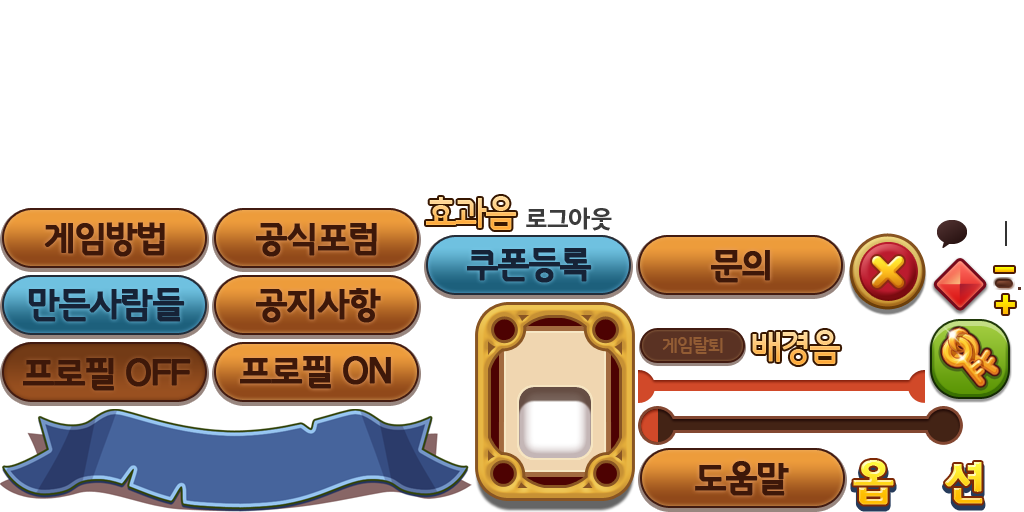 효과음
로그아웃
게임방법
공식포럼
쿠폰등록
문의
만든사람들
공지사항
게임탈퇴
배경음
프로필 OFF
프로필 ON
도움말
옵 션